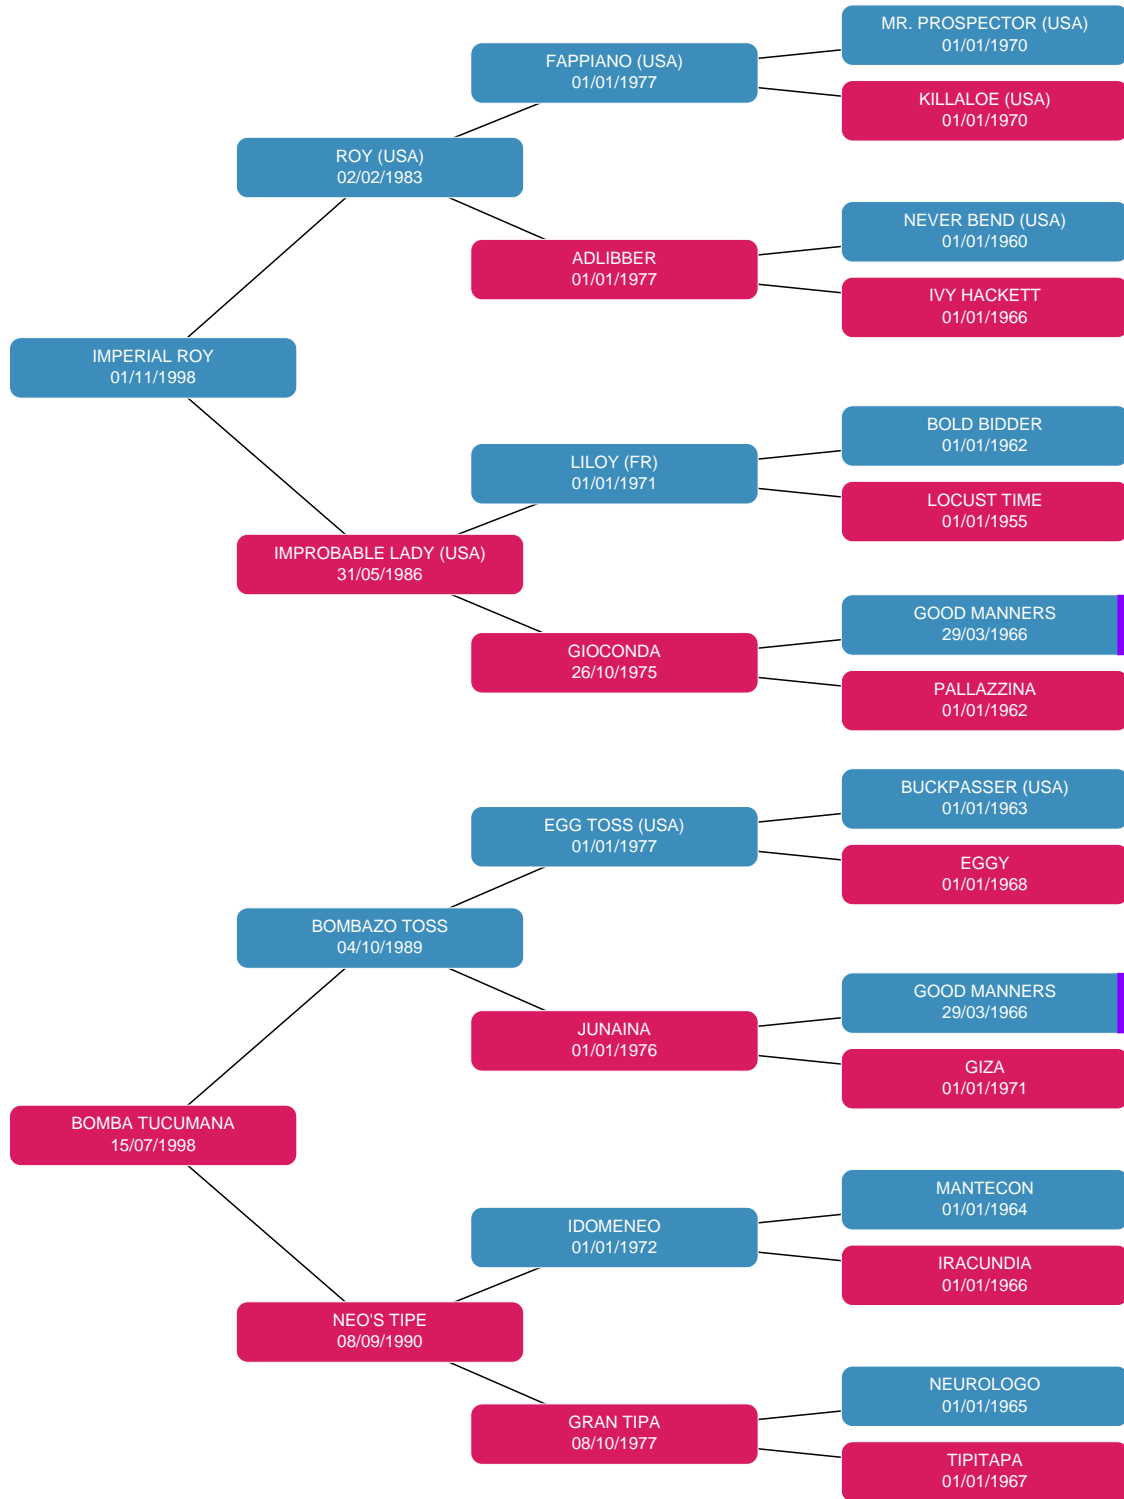 MR. PROSPECTOR (USA)
01/01/1970
FAPPIANO (USA)
01/01/1977
KILLALOE (USA)
01/01/1970
ROY (USA)
02/02/1983
NEVER BEND (USA)
01/01/1960
ADLIBBER
01/01/1977
IVY HACKETT
01/01/1966
IMPERIAL ROY
01/11/1998
BOLD BIDDER
01/01/1962
LILOY (FR)
01/01/1971
LOCUST TIME
01/01/1955
IMPROBABLE LADY (USA)
31/05/1986
GOOD MANNERS
29/03/1966
GIOCONDA
26/10/1975
PALLAZZINA
01/01/1962
BUCKPASSER (USA)
01/01/1963
EGG TOSS (USA)
01/01/1977
EGGY
01/01/1968
BOMBAZO TOSS
04/10/1989
GOOD MANNERS
29/03/1966
JUNAINA
01/01/1976
GIZA
01/01/1971
BOMBA TUCUMANA
15/07/1998
MANTECON
01/01/1964
IDOMENEO
01/01/1972
IRACUNDIA
01/01/1966
NEO'S TIPE
08/09/1990
NEUROLOGO
01/01/1965
GRAN TIPA
08/10/1977
TIPITAPA
01/01/1967